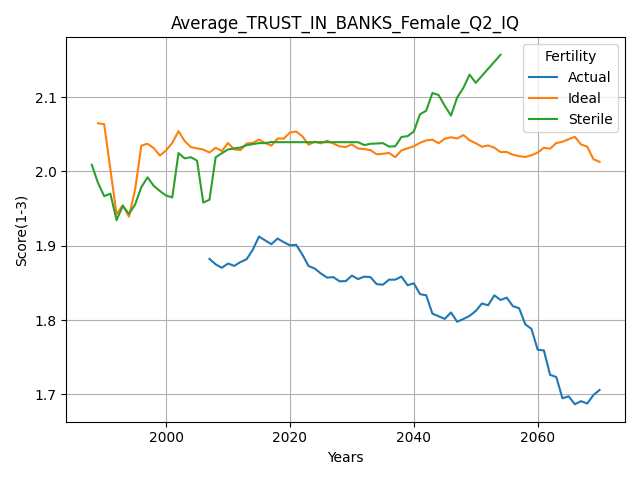 Average_TRUST_IN_BANKS_Female_Q2_IQ
Fertility
Actual
Ideal
Sterile
Score(1-3)
2.1
2.0
1.9
1.8
1.7
2000
2020
2040
2060
Years